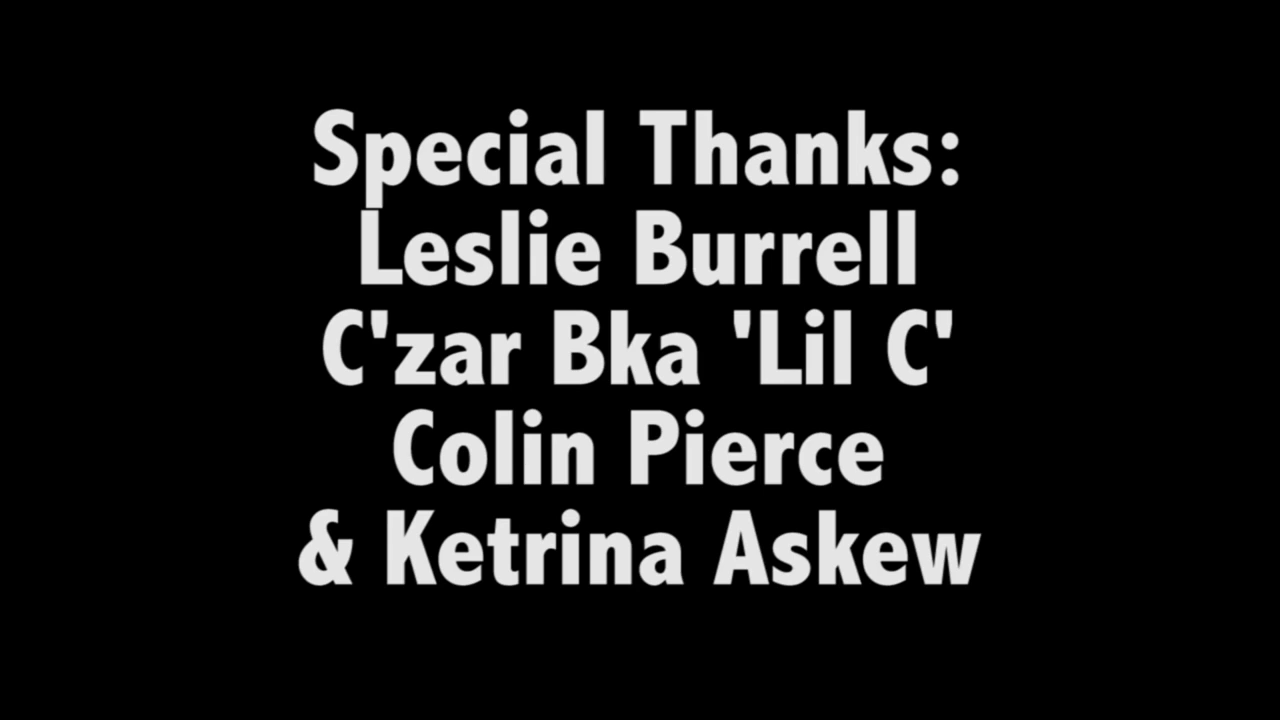 Special Thanks:
Leslie Burrell
C'zar Bka 'Lil C'
Colin Pierce
& Ketrina Askew